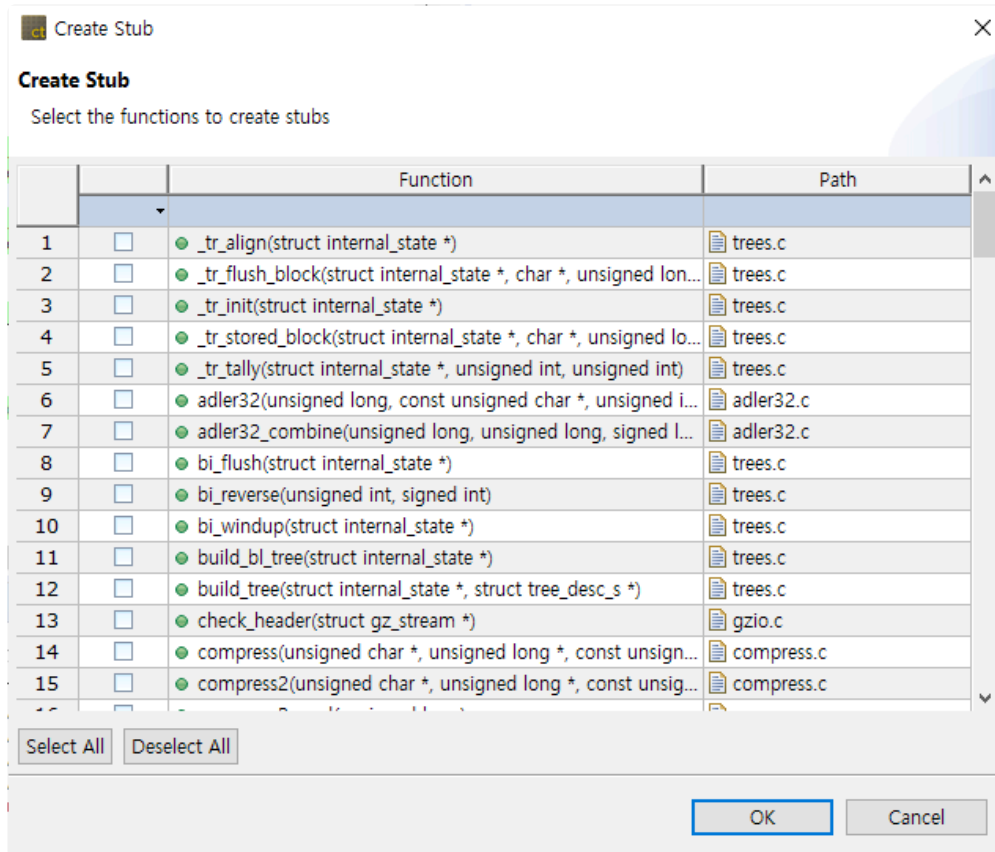 ct Create Stub
Create Stub
Select the functions to create stubs
Function Path
1 _tr_align(struct internal_state *) trees.c
2 _tr_flush_block(struct internal_state *, char *, unsigned lon... trees.c
3 _tr_init(struct internal_state *) trees.c
4 _tr_stored_block(struct internal_state *, char *, unsigned lo... trees.c
5 _tr_tally(struct internal_state *, unsigned int, unsigned int) trees.c
6 adler32(unsigned long, const unsigned char *, unsigned i... adler32.c
7 adler32_combine(unsigned long, unsigned long, signed l... adler32.c
8 bi_flush(struct internal_state *) trees.c
9 bi_reverse(unsigned int, signed int) trees.c
10 bi_windup(struct internal_state *) trees.c
11 build_bl_tree(struct internal_state *) trees.c
12 build_tree(struct internal_state *, struct tree_desc_s *) trees.c
13 check_header(struct gz_stream *) gzio.c
14 compress(unsigned char *, unsigned long *, const unsign... compress.c
15 compress2(unsigned char *, unsigned long *, const unsig... compress.c
Select All Deselect All
OK Cancel